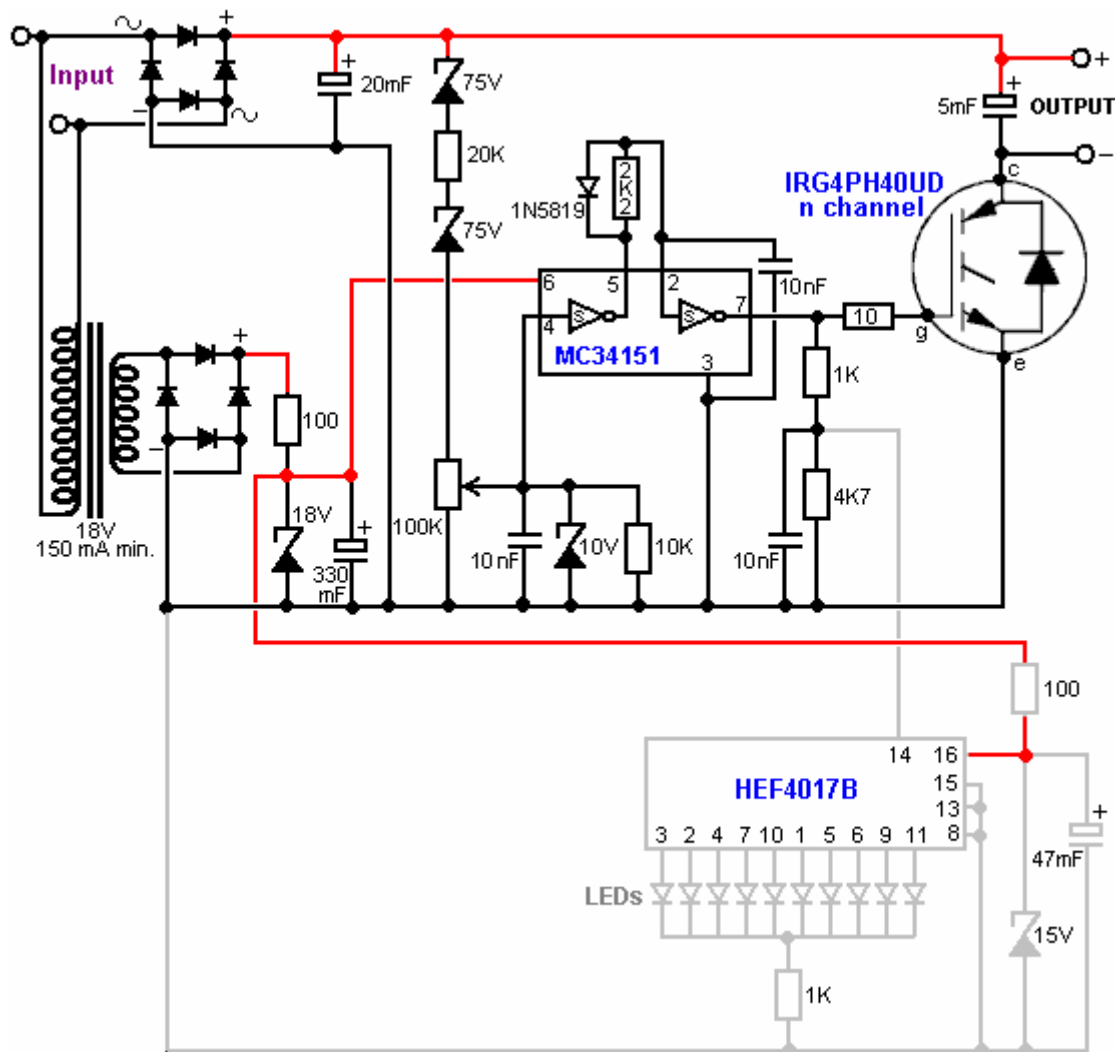 Input
~
+
~
−
20mF
+
75V
20K
75V
+
5mF
OUTPUT
+
−
c
IRG4PH40UD
n channel
1N5819
2K2
10nF
6
5
2
7
4
S
S
3
MC34151
10
g
e
1K
+
−
100
18V
150 mA min.
18V
+
330
mF
100K
10nF
10V
10K
10nF
4K7
100
14
16
15
13
8
HEF4017B
3 2 4 7 10 1 5 6 9 11
+
47mF
LEDs
15V
1K